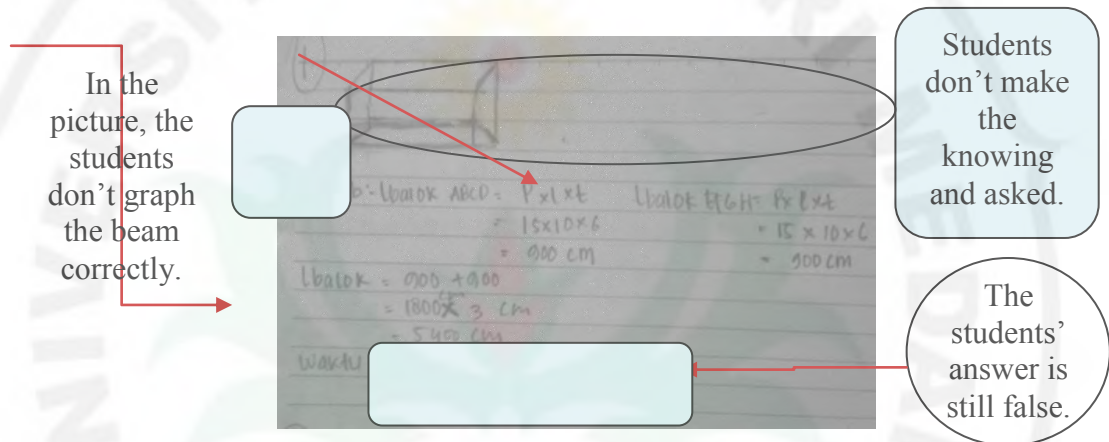 In the
picture, the
students
don't graph
the beam
correctly.
1
Lbalok ABCD = P x l x t
= 15 x 10 x 6
= 900 cm
Lbalok EFGH = P x l x t
= 15 x 10 x 6
= 900 cm
Lbalok = 900 + 900
= 1800 x 3 cm
= 5400 cm
Waktu
Students
don't make
the
knowing
and asked.
The
students'
answer is
still false.